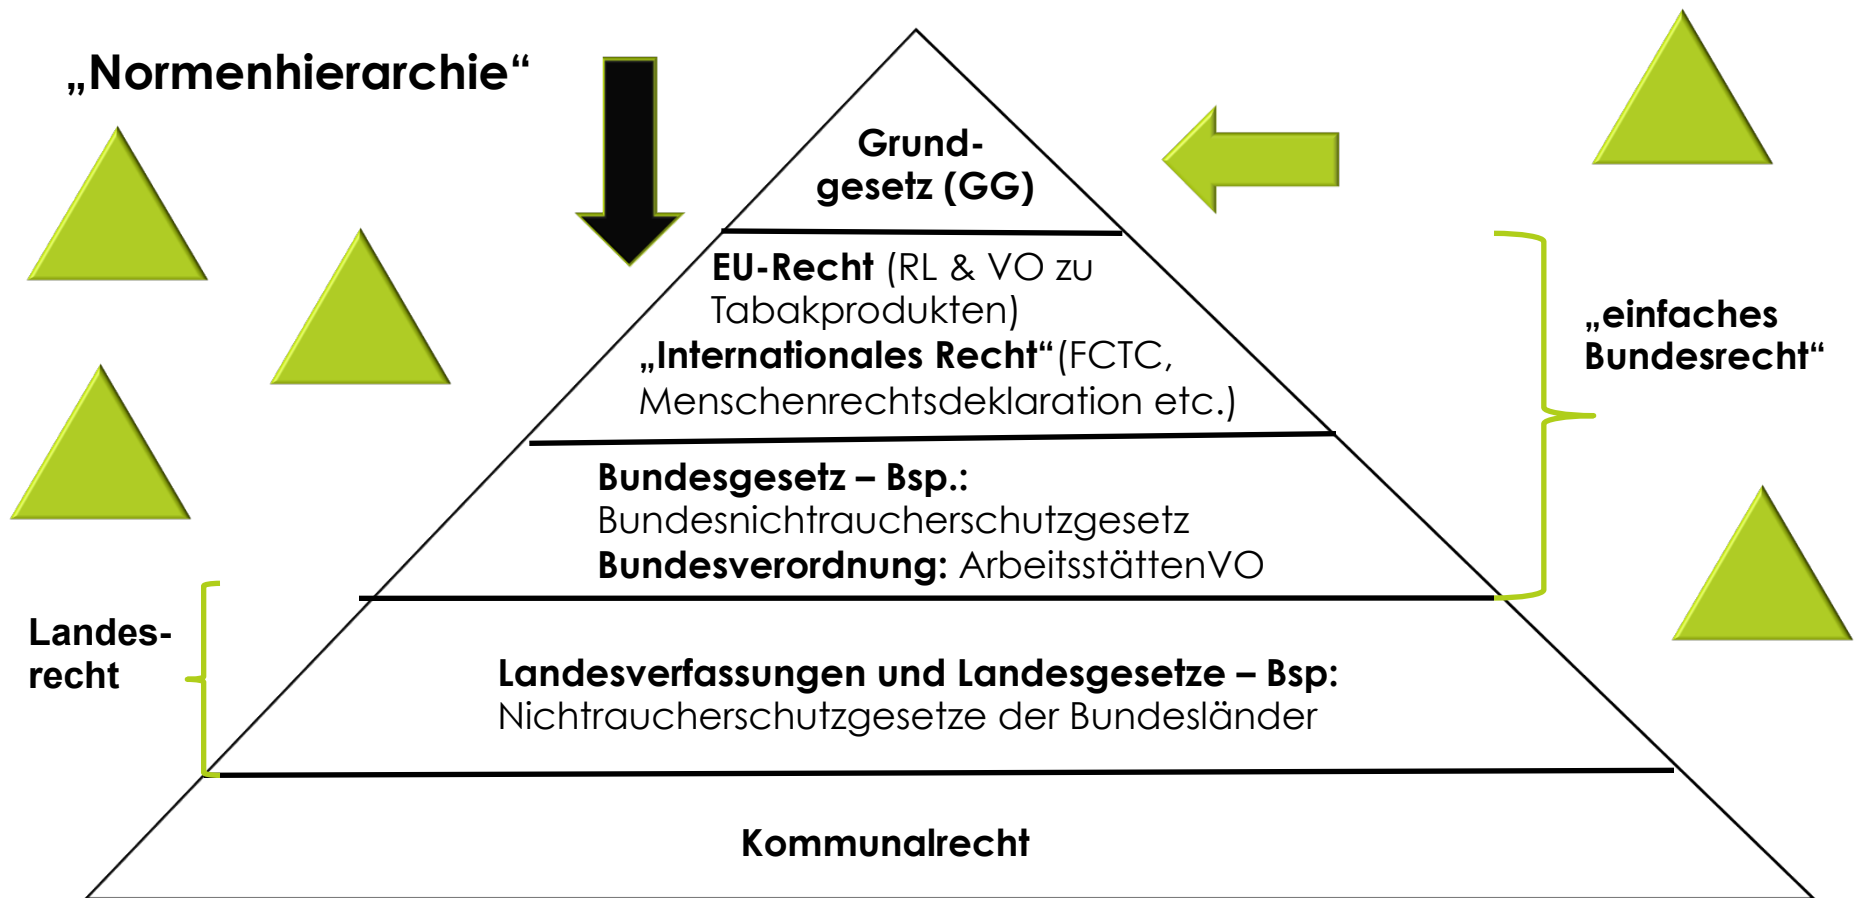 „Normenhierarchie“
Grund-
gesetz (GG)
EU-Recht (RL & VO zu
Tabakprodukten)
„Internationales Recht“(FCTC,
Menschenrechtsdeklaration etc.)
„einfaches
Bundesrecht“
Bundesgesetz – Bsp.:
Bundesnichtraucherschutzgesetz
Bundesverordnung: ArbeitsstättenVO
Landes-
recht
Landesverfassungen und Landesgesetze – Bsp:
Nichtraucherschutzgesetze der Bundesländer
Kommunalrecht